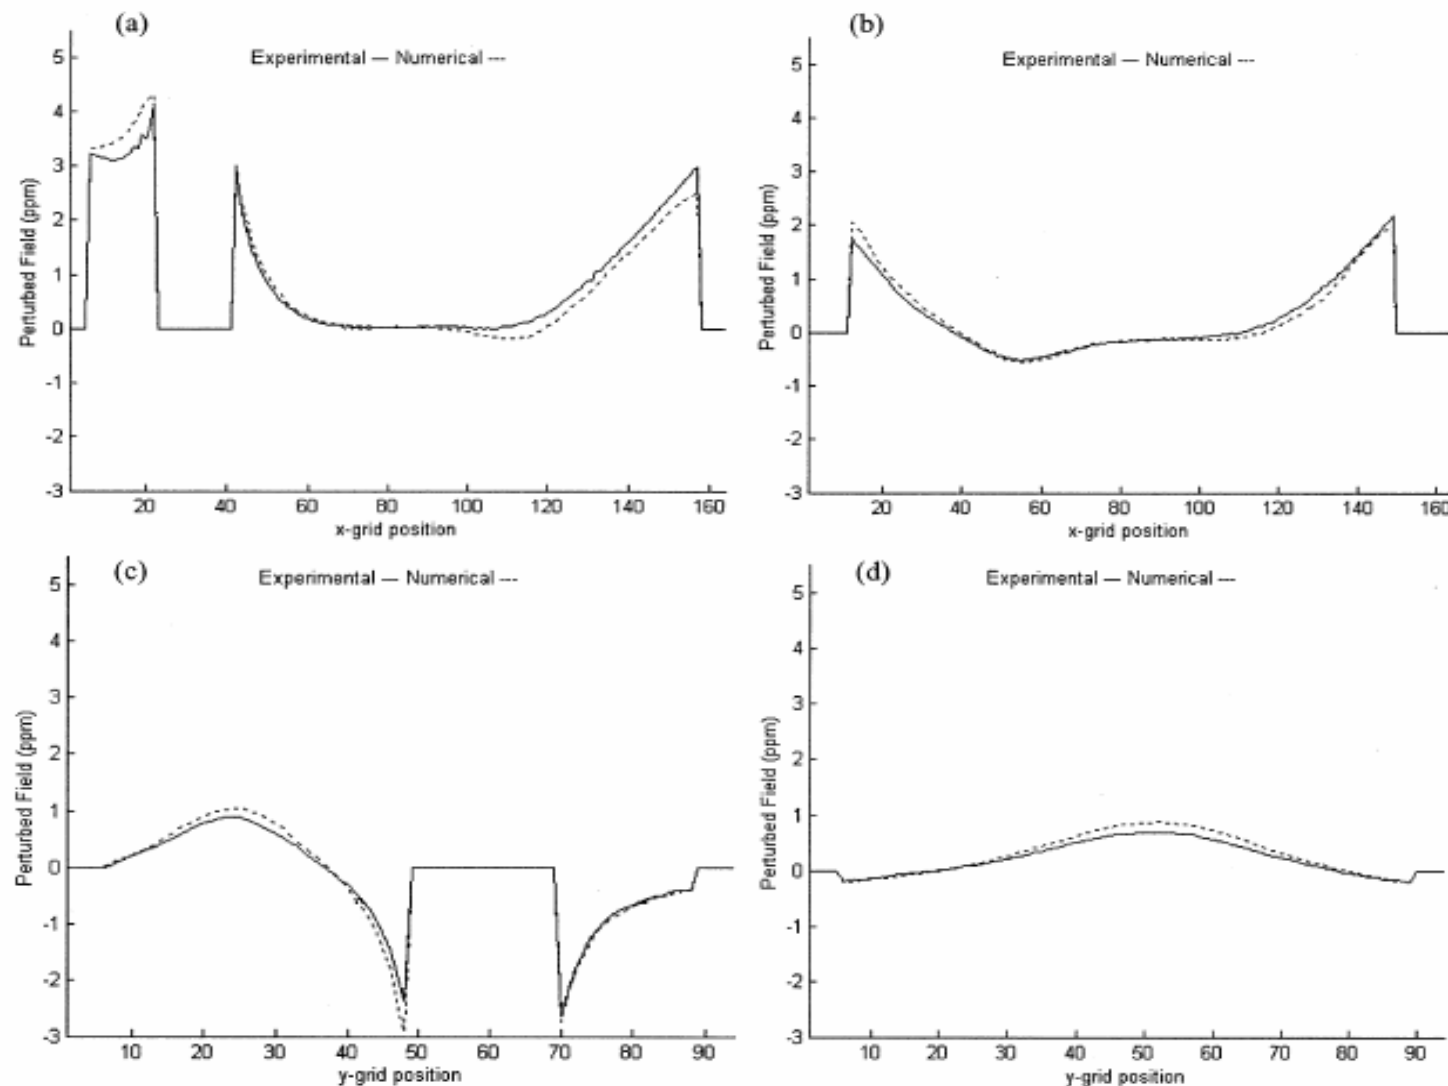 (a)
Experimental — Numerical ---
5
4
3
2
1
0
-1
-2
-3
Perturbed Field (ppm)
20 40 60 80 100 120 140 160
x-grid position
(b)
Experimental — Numerical ---
5
4
3
2
1
0
-1
-2
-3
Perturbed Field (ppm)
20 40 60 80 100 120 140 160
x-grid position
(c)
Experimental — Numerical ---
5
4
3
2
1
0
-1
-2
-3
Perturbed Field (ppm)
10 20 30 40 50 60 70 80 90
y-grid position
(d)
Experimental — Numerical ---
5
4
3
2
1
0
-1
-2
-3
Perturbed Field (ppm)
10 20 30 40 50 60 70 80 90
y-grid position